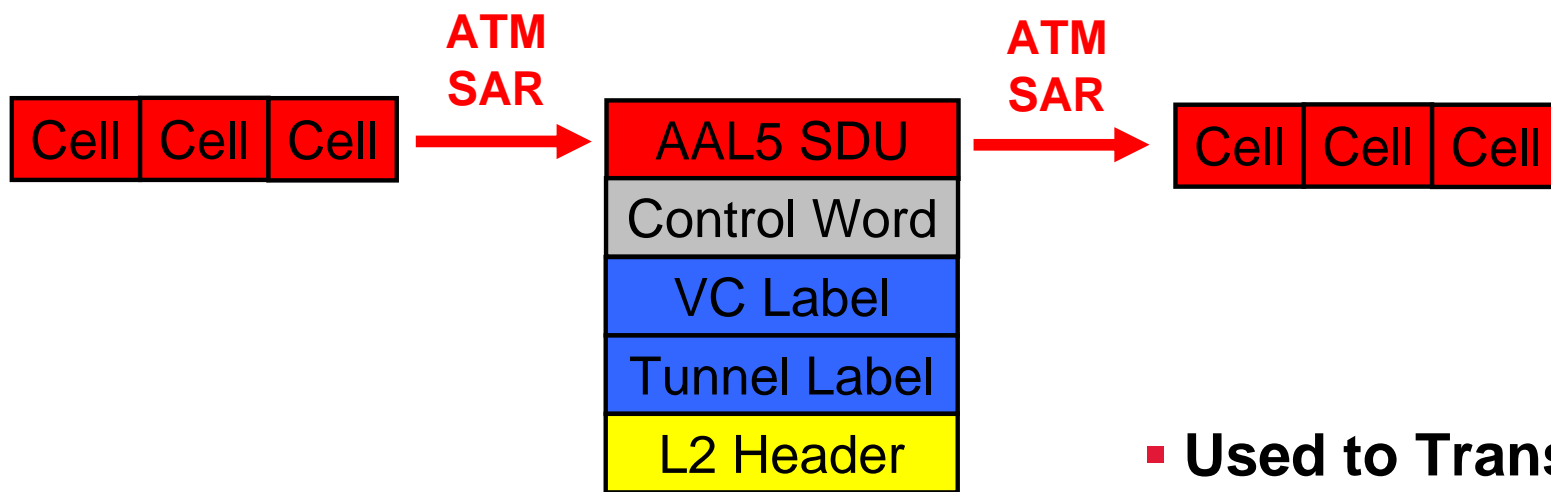 ATM
SAR
ATM
SAR
Cell Cell Cell
AAL5 SDU
Cell Cell Cell
Control Word
VC Label
Tunnel Label
L2 Header
Used to Trans